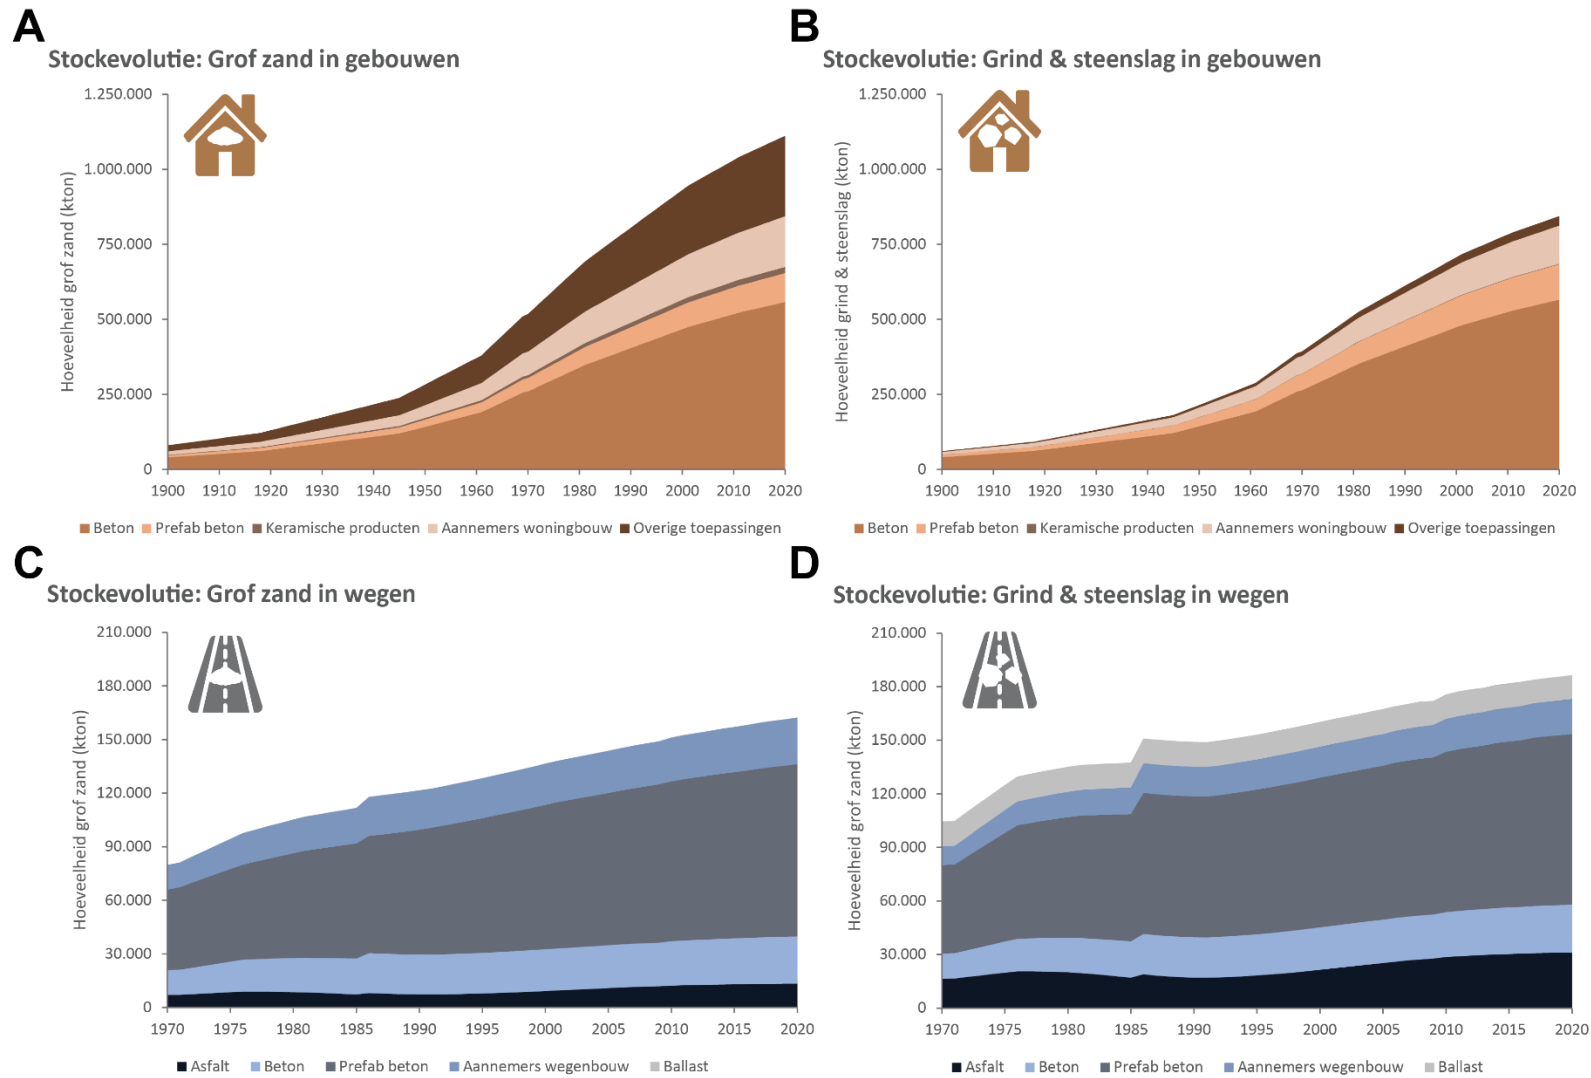 A
Stockevolutie: Grof zand in gebouwen
Hoeveelheid grof zand (kton)
1.250.000
1.000.000
750.000
500.000
250.000
0
1900 1910 1920 1930 1940 1950 1960 1970 1980 1990 2000 2010 2020
Beton Prefab beton Keramische producten Aannemers woningbouw Overige toepassingen
B
Stockevolutie: Grind & steenslag in gebouwen
Hoeveelheid grind & steenslag (kton)
1.250.000
1.000.000
750.000
500.000
250.000
0
1900 1910 1920 1930 1940 1950 1960 1970 1980 1990 2000 2010 2020
Beton Prefab beton Keramische producten Aannemers woningbouw Overige toepassingen
C
Stockevolutie: Grof zand in wegen
Hoeveelheid grof zand (kton)
210.000
180.000
150.000
120.000
90.000
60.000
30.000
0
1970 1975 1980 1985 1990 1995 2000 2005 2010 2015 2020
Asfalt Beton Prefab beton Aannemers wegenbouw Ballast
D
Stockevolutie: Grind & steenslag in wegen
Hoeveelheid grof zand (kton)
210.000
180.000
150.000
120.000
90.000
60.000
30.000
0
1970 1975 1980 1985 1990 1995 2000 2005 2010 2015 2020
Asfalt Beton Prefab beton Aannemers wegenbouw Ballast